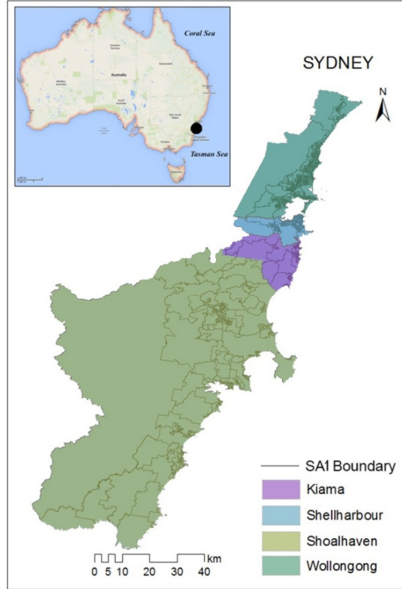 Coral Sea
Australia
Tasman Sea
SYDNEY
N
SA1 Boundary
Kiama
Shellharbour
Shoalhaven
Wollongong
km
0 5 10 20 30 40